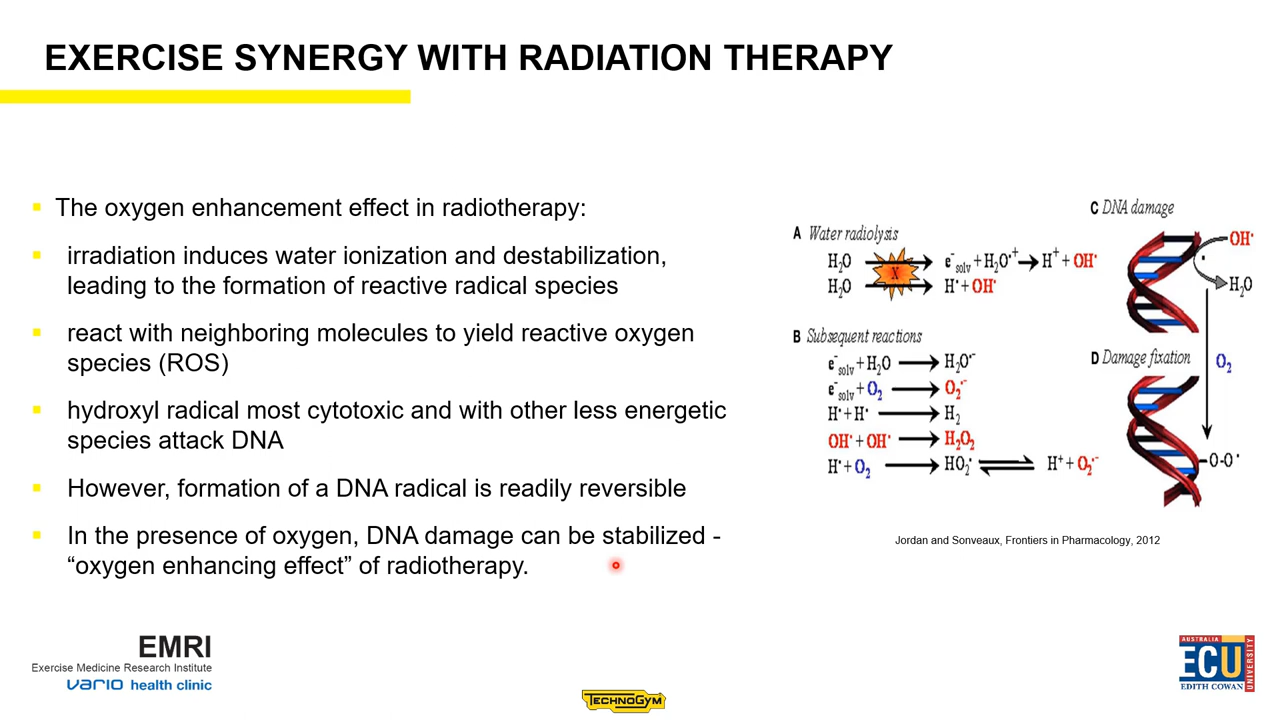 EXERCISE SYNERGY WITH RADIATION THERAPY
The oxygen enhancement effect in radiotherapy:
irradiation induces water ionization and destabilization,
leading to the formation of reactive radical species
react with neighboring molecules to yield reactive oxygen
species (ROS)
hydroxyl radical most cytotoxic and with other less energetic
species attack DNA
However, formation of a DNA radical is readily reversible
In the presence of oxygen, DNA damage can be stabilized -
“oxygen enhancing effect” of radiotherapy.
A Water radiolysis
H₂O X e⁻solv + H₂O•⁺ → H⁺ + OH•
H₂O H• + OH•
B Subsequent reactions
e⁻solv + H₂O → H₂O•⁻
e⁻solv + O₂ → O₂•⁻
H• + H• → H₂
OH• + OH• → H₂O₂
H• + O₂ → HO₂• ⇌ H⁺ + O₂•⁻
C DNA damage
OH•
H₂O
D Damage fixation
O₂
-O-O•
Jordan and Sonveaux, Frontiers in Pharmacology, 2012
EMRI
Exercise Medicine Research Institute
vario health clinic
TECHNOGYM
AUSTRALIA
ECU
EDITH COWAN
UNIVERSITY